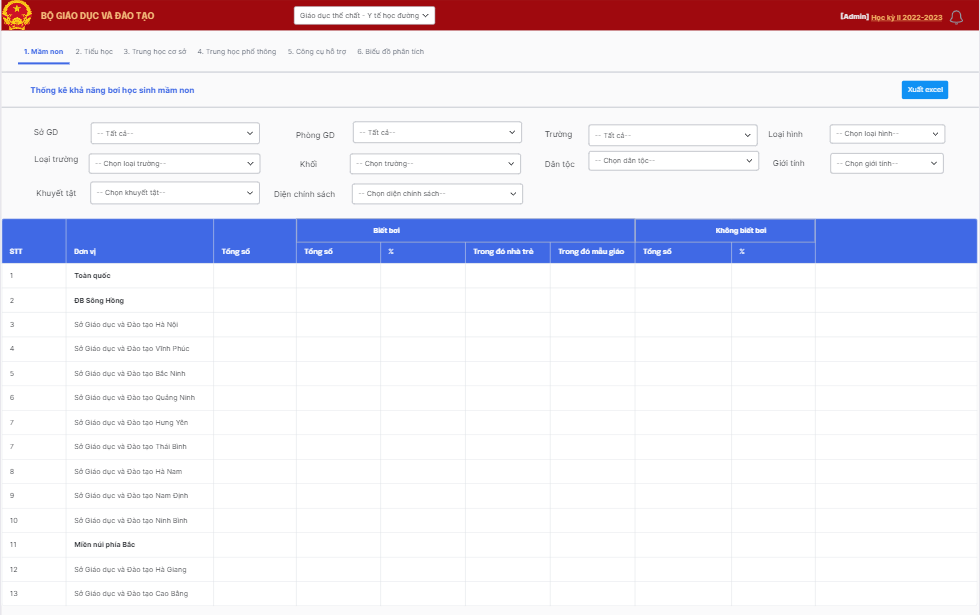 BỘ GIÁO DỤC VÀ ĐÀO TẠO
Giáo dục thể chất - Y tế học đường
[Admin] Học kỳ II 2022-2023
1. Mầm non 2. Tiểu học 3. Trung học cơ sở 4. Trung học phổ thông 5. Công cụ hỗ trợ 6. Biểu đồ phân tích
Thống kê khả năng bơi học sinh mầm non
Xuất excel
Sở GD -- Tất cả-- Phòng GD -- Tất cả-- Trường -- Tất cả-- Loại hình -- Chọn loại hình--
Loại trường -- Chọn loại trường-- Khối -- Chọn trường-- Dân tộc -- Chọn dân tộc-- Giới tính -- Chọn giới tính--
Khuyết tật -- Chọn khuyết tật-- Diện chính sách -- Chọn diện chính sách--
Biết bơi Không biết bơi
STT Đơn vị Tổng số Tổng số % Trong đó nhà trẻ Trong đó mẫu giáo Tổng số %
1 Toàn quốc
2 ĐB Sông Hồng
3 Sở Giáo dục và Đào tạo Hà Nội
4 Sở Giáo dục và Đào tạo Vĩnh Phúc
5 Sở Giáo dục và Đào tạo Bắc Ninh
6 Sở Giáo dục và Đào tạo Quảng Ninh
7 Sở Giáo dục và Đào tạo Hưng Yên
7 Sở Giáo dục và Đào tạo Thái Bình
8 Sở Giáo dục và Đào tạo Hà Nam
9 Sở Giáo dục và Đào tạo Nam Định
10 Sở Giáo dục và Đào tạo Ninh Bình
11 Miền núi phía Bắc
12 Sở Giáo dục và Đào tạo Hà Giang
13 Sở Giáo dục và Đào tạo Cao Bằng